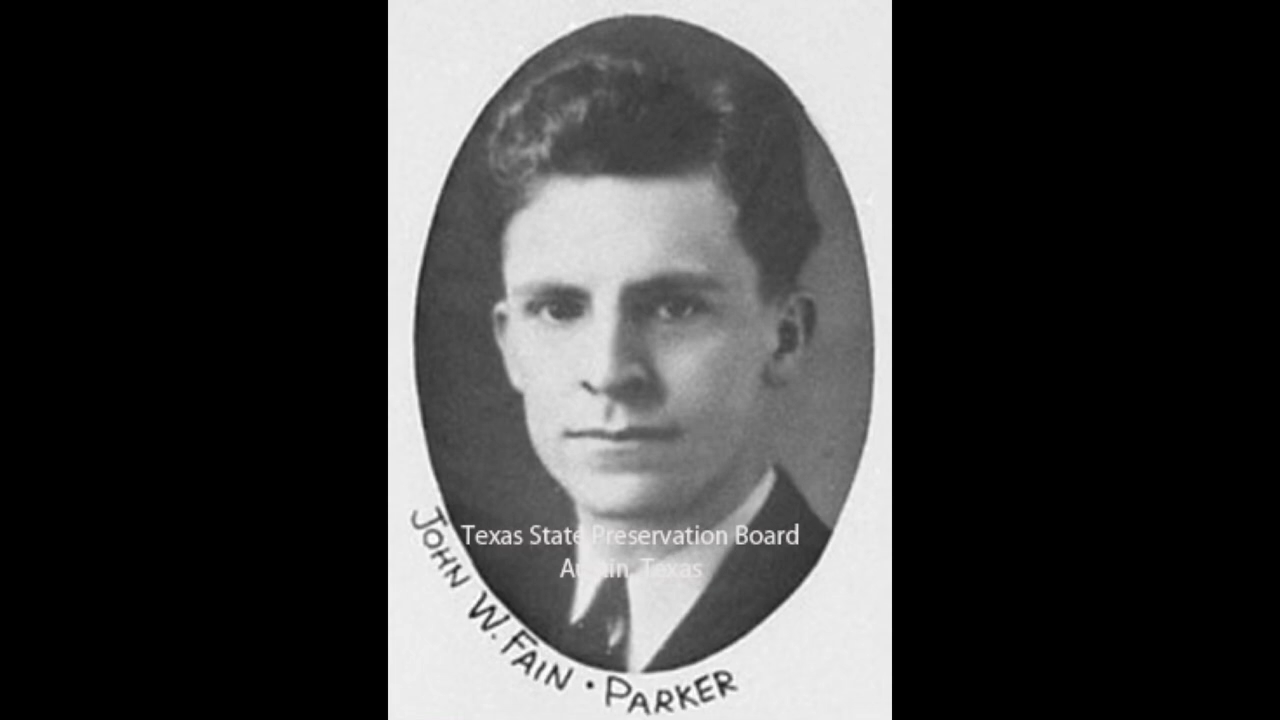 Texas State Preservation Board
Austin, Texas
JOHN W. FAIN • PARKER